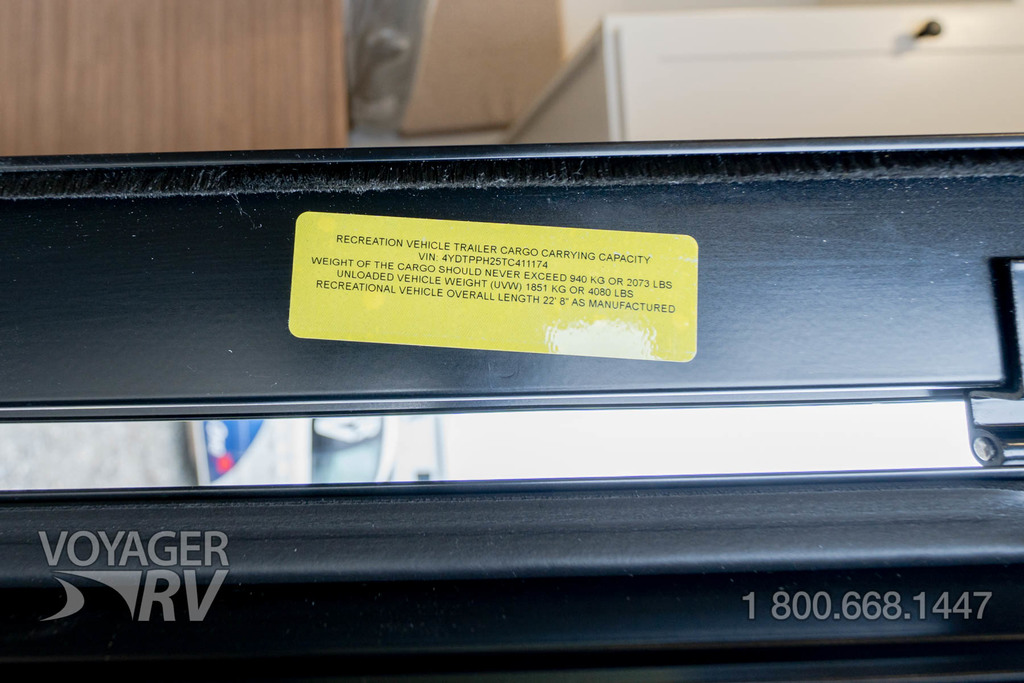 RECREATION VEHICLE TRAILER CARGO CARRYING CAPACITY
VIN: 4YDTPPH25TC411174
WEIGHT OF THE CARGO SHOULD NEVER EXCEED 940 KG OR 2073 LBS
UNLOADED VEHICLE WEIGHT (UVW) 1851 KG OR 4080 LBS
RECREATIONAL VEHICLE OVERALL LENGTH 22' 8" AS MANUFACTURED
VOYAGER
RV
1 800.668.1447